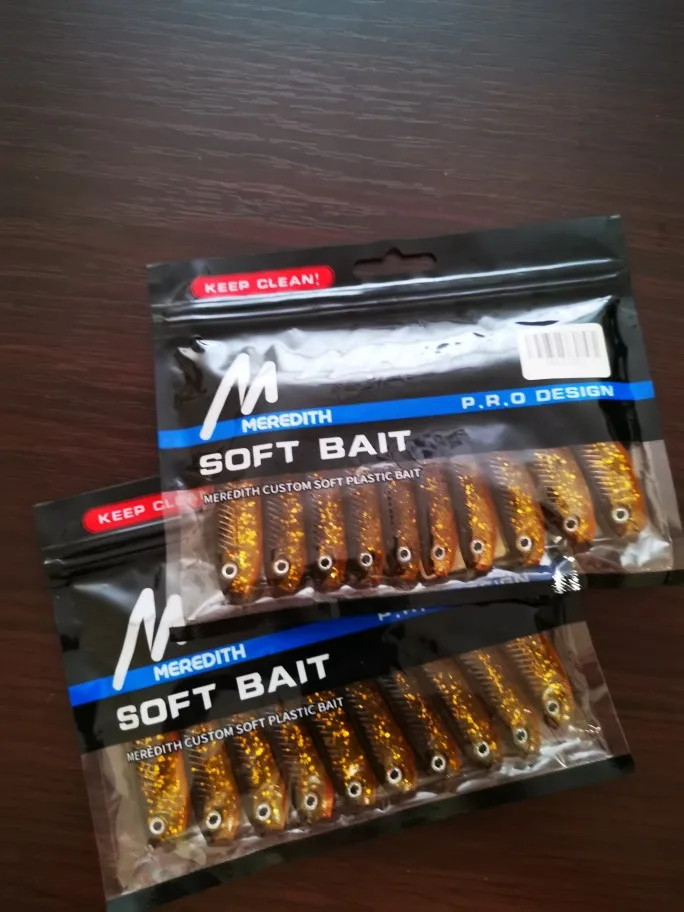 KEEP CLEAN!
MEREDITH
P.R.O DESIGN
SOFT BAIT
MEREDITH CUSTOM SOFT PLASTIC BAIT
KEEP CLE
P.R.
SIGN
MEREDITH
SOFT BAIT
MEREDITH CUSTOM SOFT PLASTIC BAIT